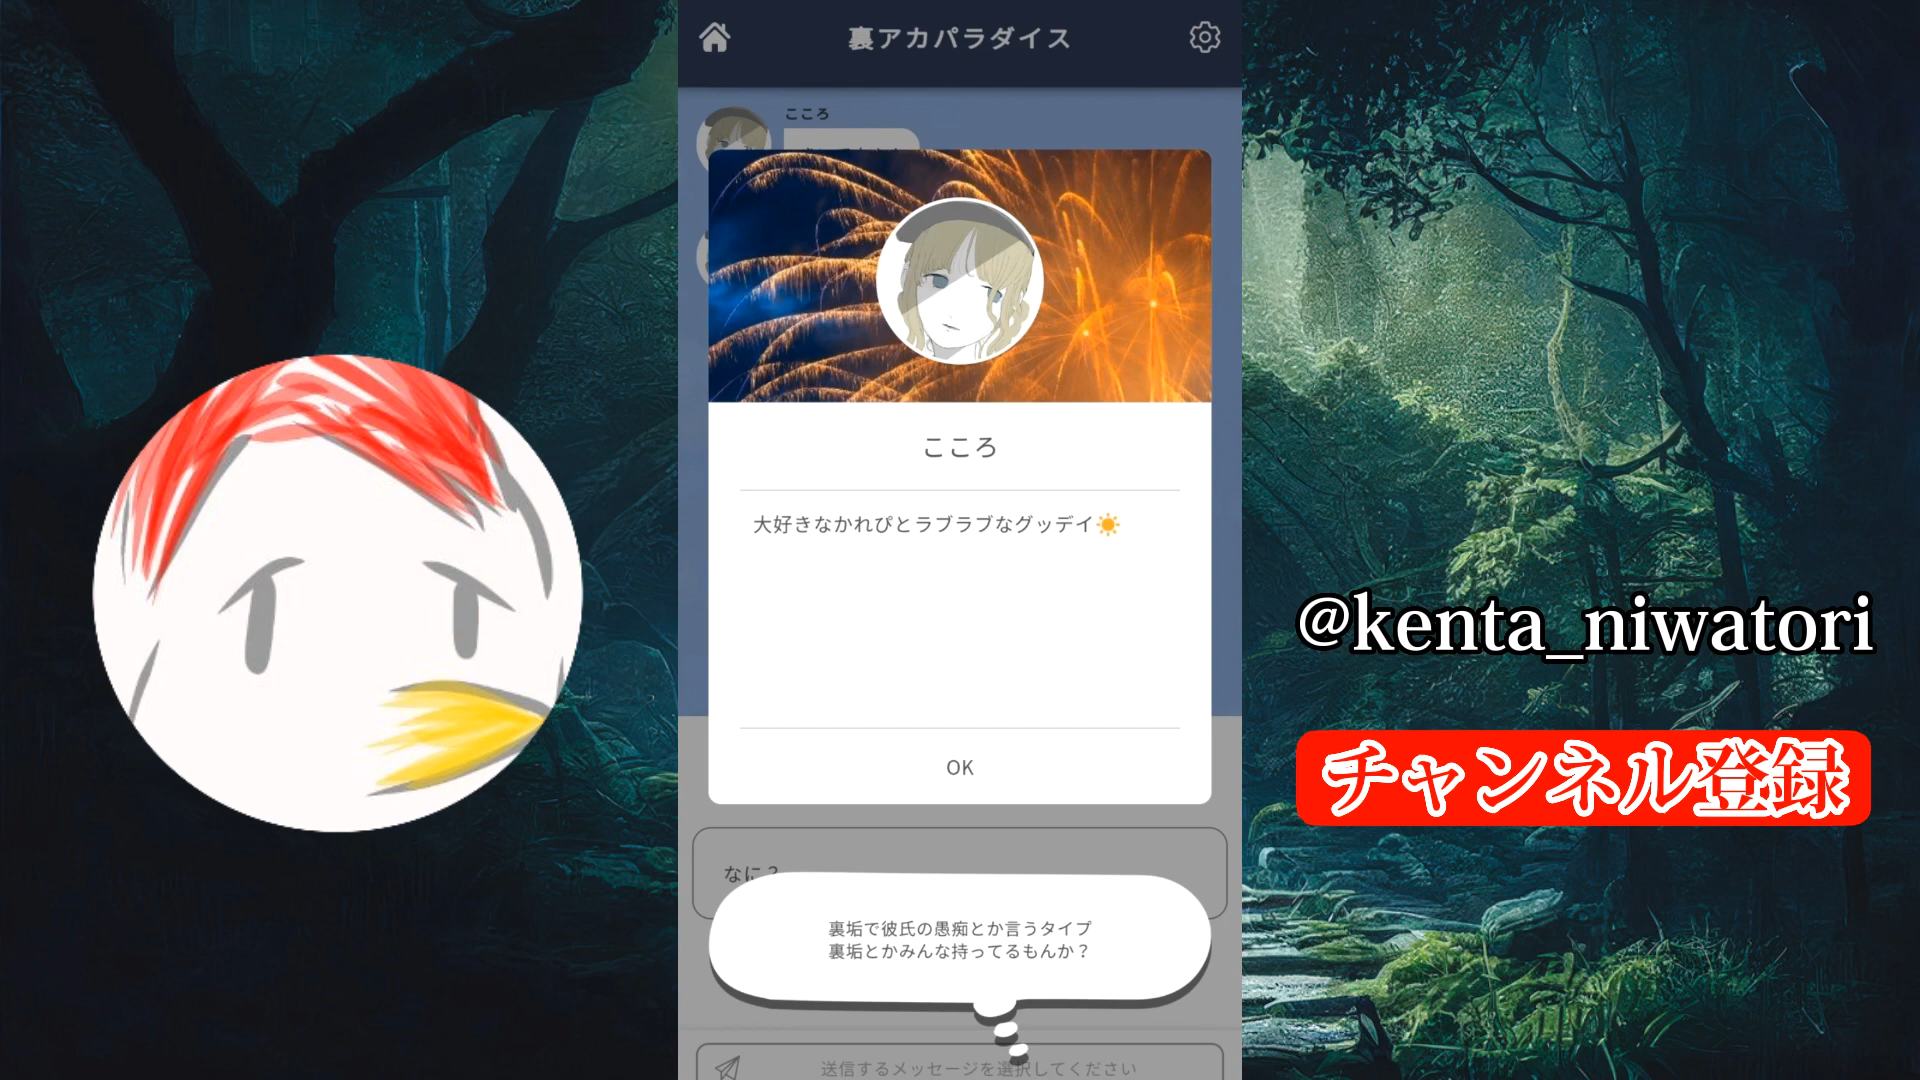 裏アカパラダイス
こころ
こころ
大好きなかれぴとラブラブなグッデイ☀
OK
なに？
裏垢で彼氏の愚痴とか言うタイプ
裏垢とかみんな持ってるもんか？
送信するメッセージを選択してください
@kenta_niwatori
チャンネル登録